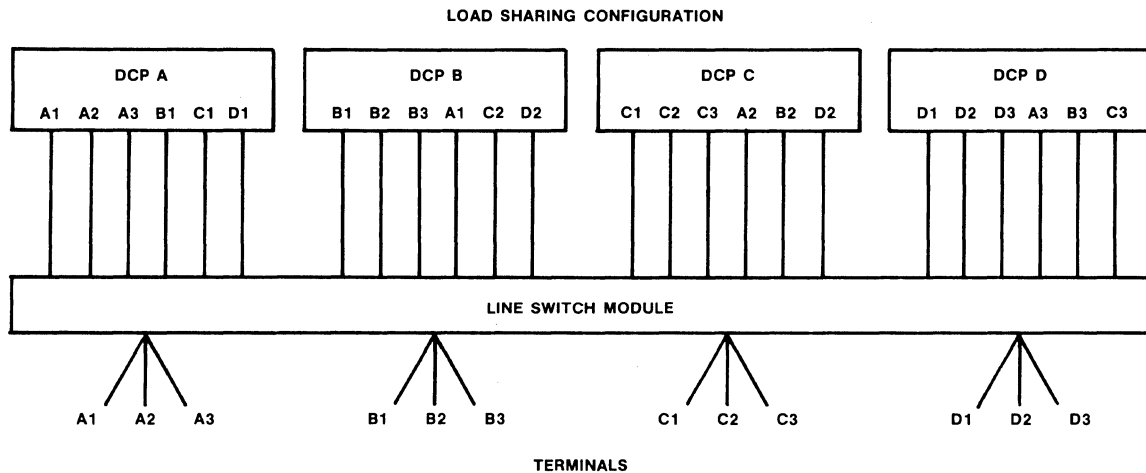 LOAD SHARING CONFIGURATION
DCP A
A1 A2 A3 B1 C1 D1
DCP B
B1 B2 B3 A1 C2 D2
DCP C
C1 C2 C3 A2 B2 D2
DCP D
D1 D2 D3 A3 B3 C3
LINE SWITCH MODULE
A1 A2 A3
B1 B2 B3
C1 C2 C3
D1 D2 D3
TERMINALS